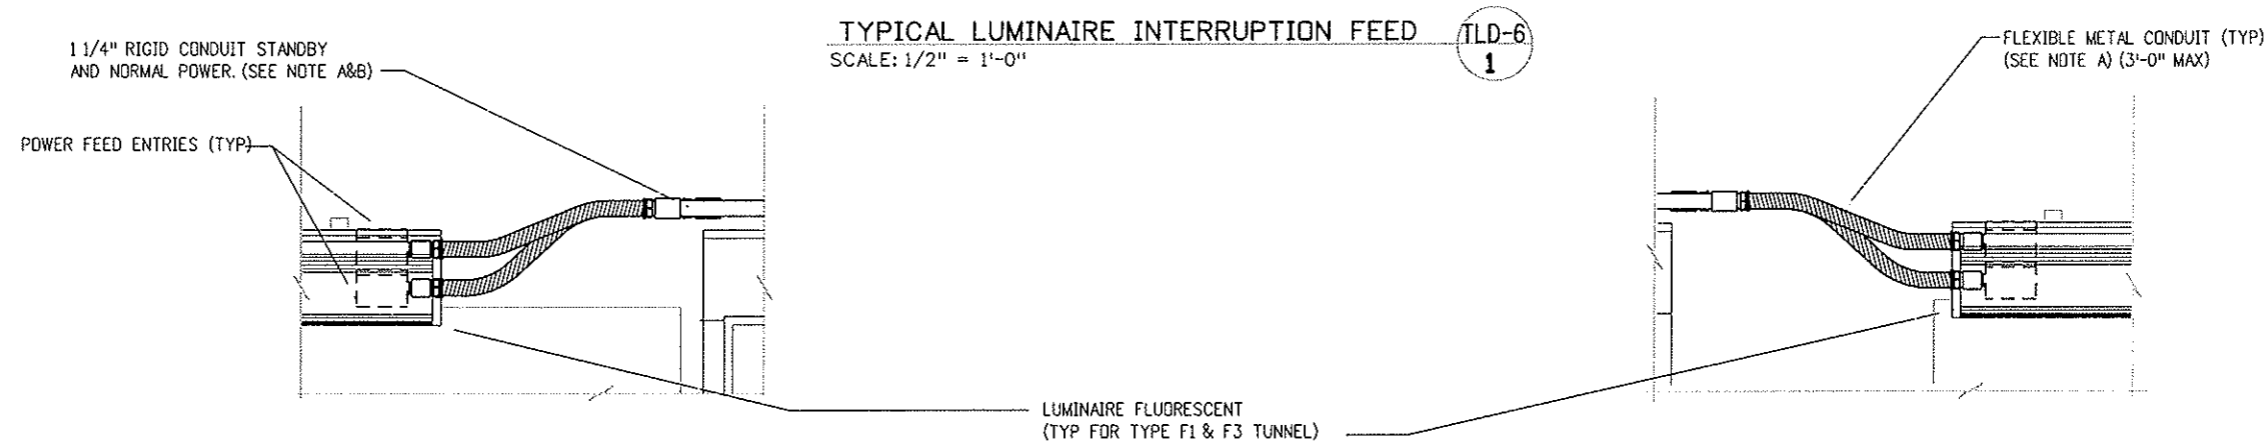 TYPICAL LUMINAIRE INTERRUPTION FEED
SCALE: 1/2" = 1'-0"
TLD-6
1
1 1/4" RIGID CONDUIT STANDBY
AND NORMAL POWER. (SEE NOTE A&B)
POWER FEED ENTRIES (TYP)
FLEXIBLE METAL CONDUIT (TYP)
(SEE NOTE A) (3'-0" MAX)
LUMINAIRE FLUORESCENT
(TYP FOR TYPE F1 & F3 TUNNEL)